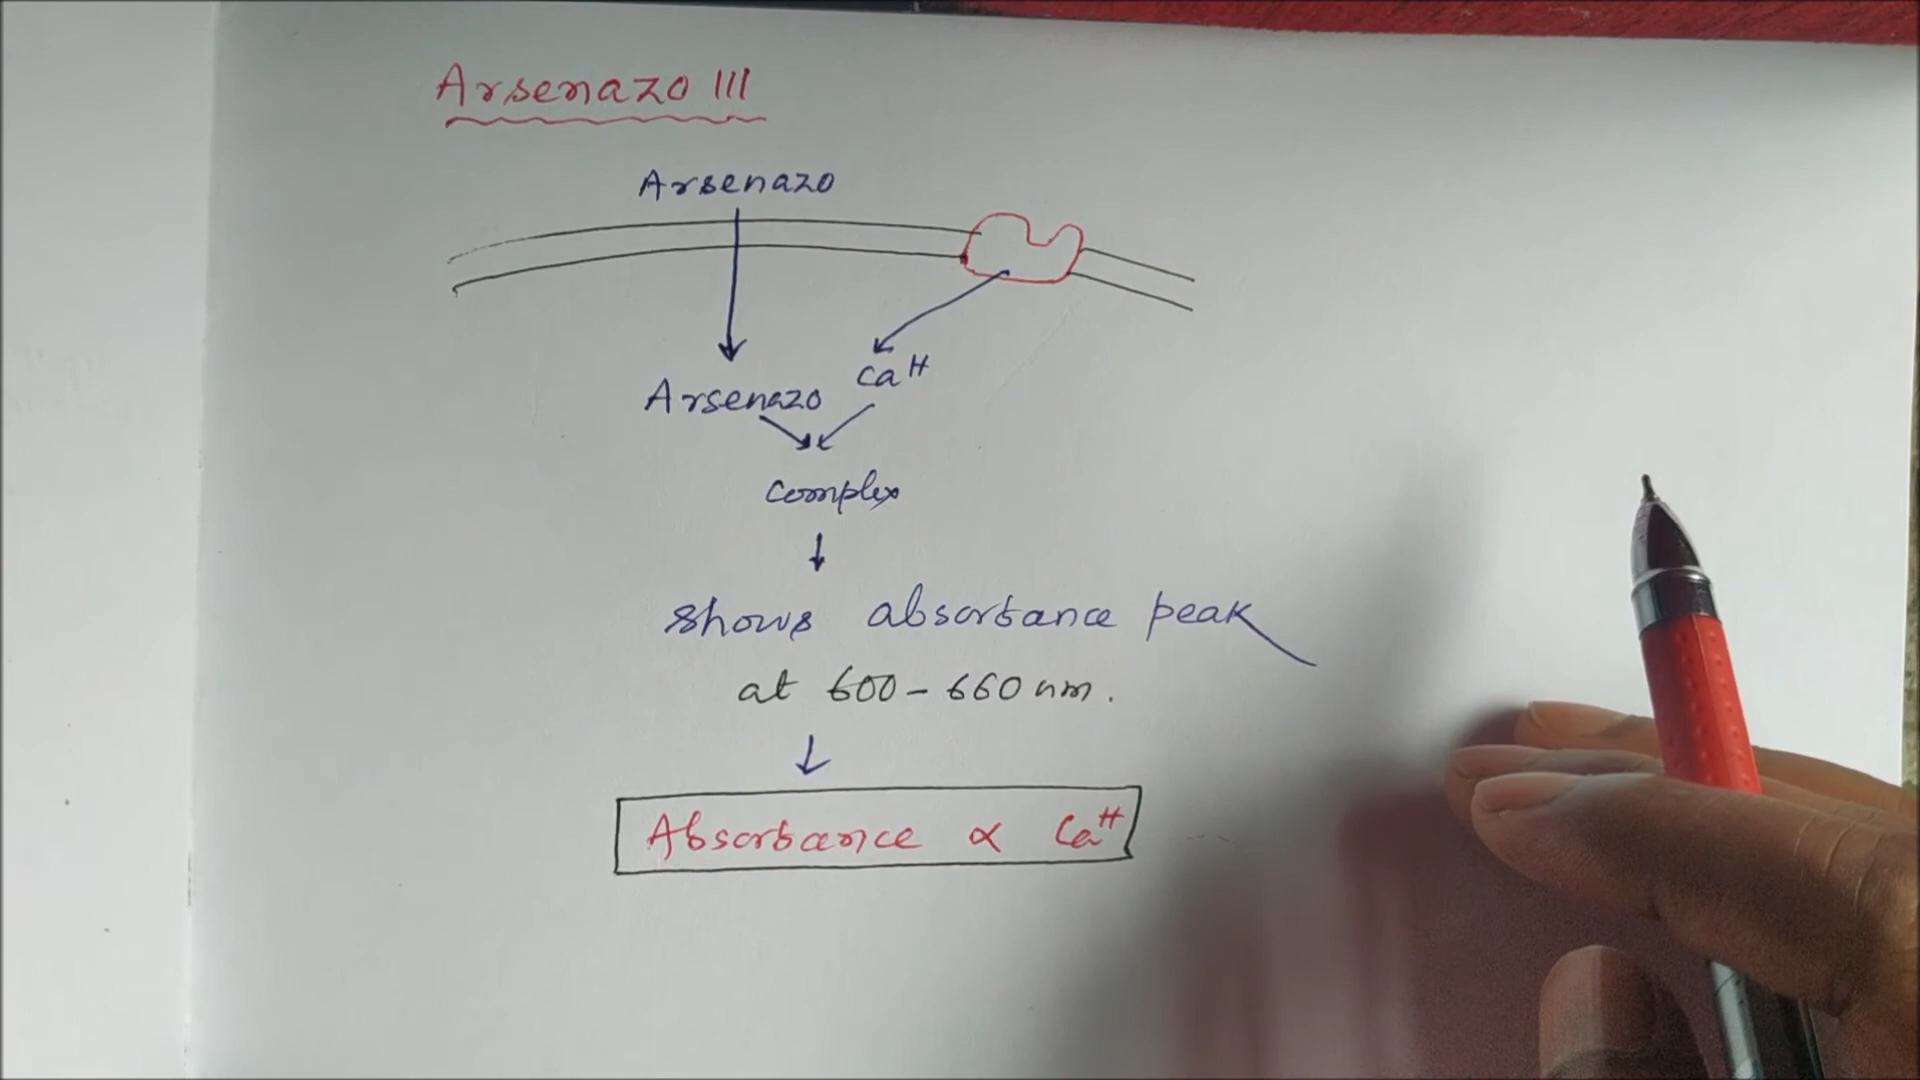 Arsenazo III
Arsenazo
Ca++
Arsenazo
Complex
shows absorbance peak
at 600-660 nm.
Absorbance ∝ Ca++